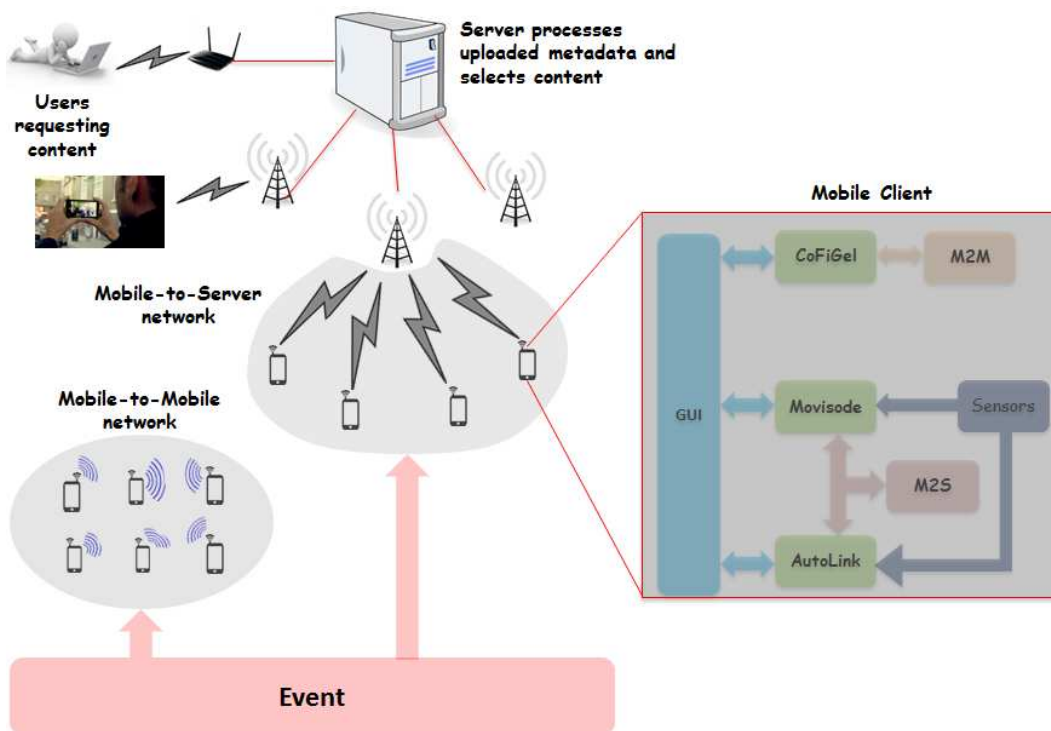 Server processes
uploaded metadata and
selects content
Users
requesting
content
Mobile Client
CoFiGel
M2M
Mobile-to-Server
network
Mobile-to-Mobile
network
GUI
Movisode
Sensors
M2S
AutoLink
Event